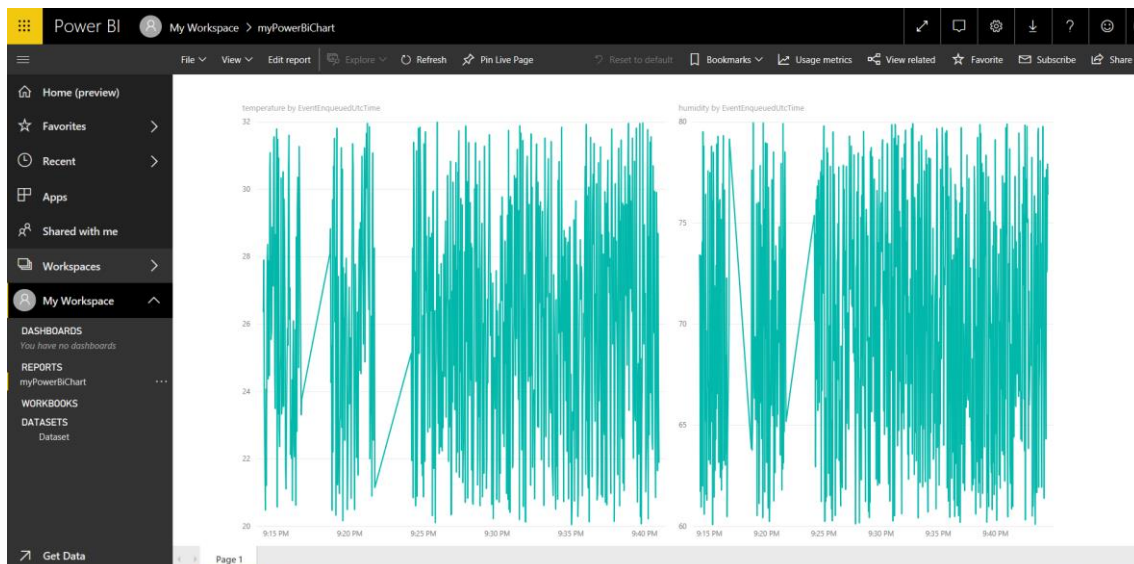 Power BI My Workspace > myPowerBiChart
File View Edit report Explore Refresh Pin Live Page Reset to default Bookmarks Usage metrics View related Favorite Subscribe Share
Home (preview)
Favorites
Recent
Apps
Shared with me
Workspaces
My Workspace
DASHBOARDS
You have no dashboards
REPORTS
myPowerBiChart
WORKBOOKS
DATASETS
Dataset
Get Data
temperature by EventEnqueuedUtcTime
32
30
28
26
24
22
20
9:15 PM 9:20 PM 9:25 PM 9:30 PM 9:35 PM 9:40 PM
humidity by EventEnqueuedUtcTime
80
75
70
65
60
9:15 PM 9:20 PM 9:25 PM 9:30 PM 9:35 PM 9:40 PM
Page 1